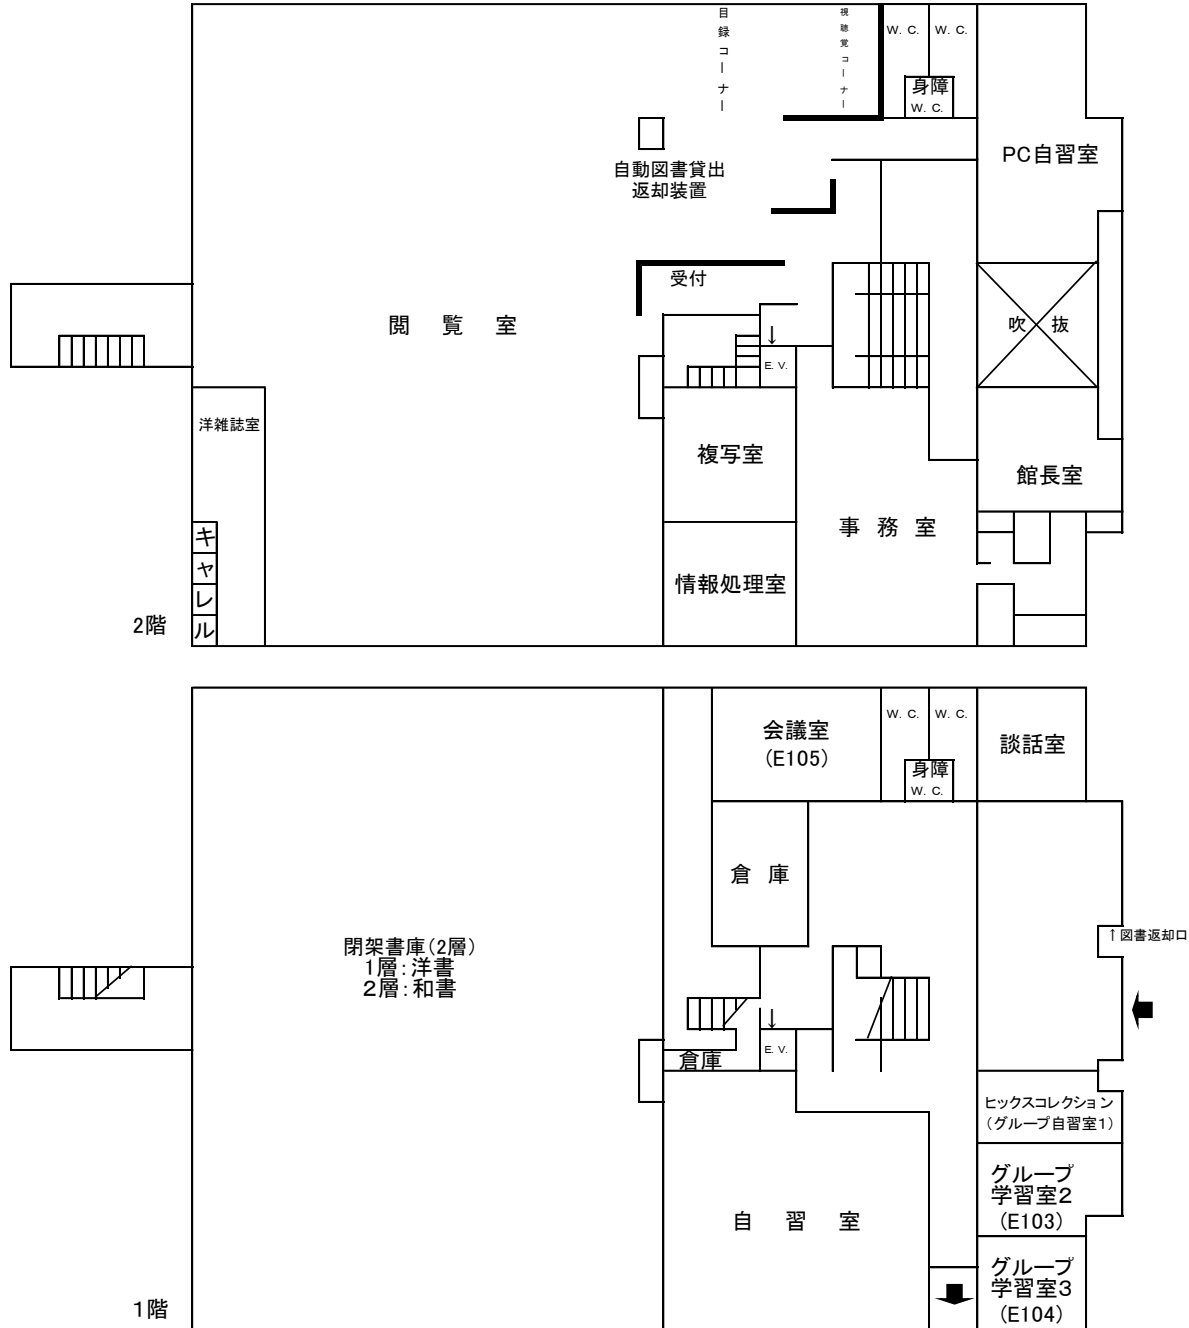 目録コーナー
視聴覚コーナー
W. C.
W. C.
身障
W. C.
PC自習室
自動図書貸出
返却装置
受付
閲 覧 室
吹 抜
↓
E. V.
洋雑誌室
複写室
館長室
事 務 室
キャレル
情報処理室
2階
会議室
(E105)
W. C.
W. C.
談話室
身障
W. C.
倉 庫
↑図書返却口
閉架書庫(2層)
1層:洋書
2層:和書
↓
E. V.
倉庫
ヒックスコレクション
(グループ自習室1)
グループ
学習室2
(E103)
自 習 室
グループ
学習室3
(E104)
1階